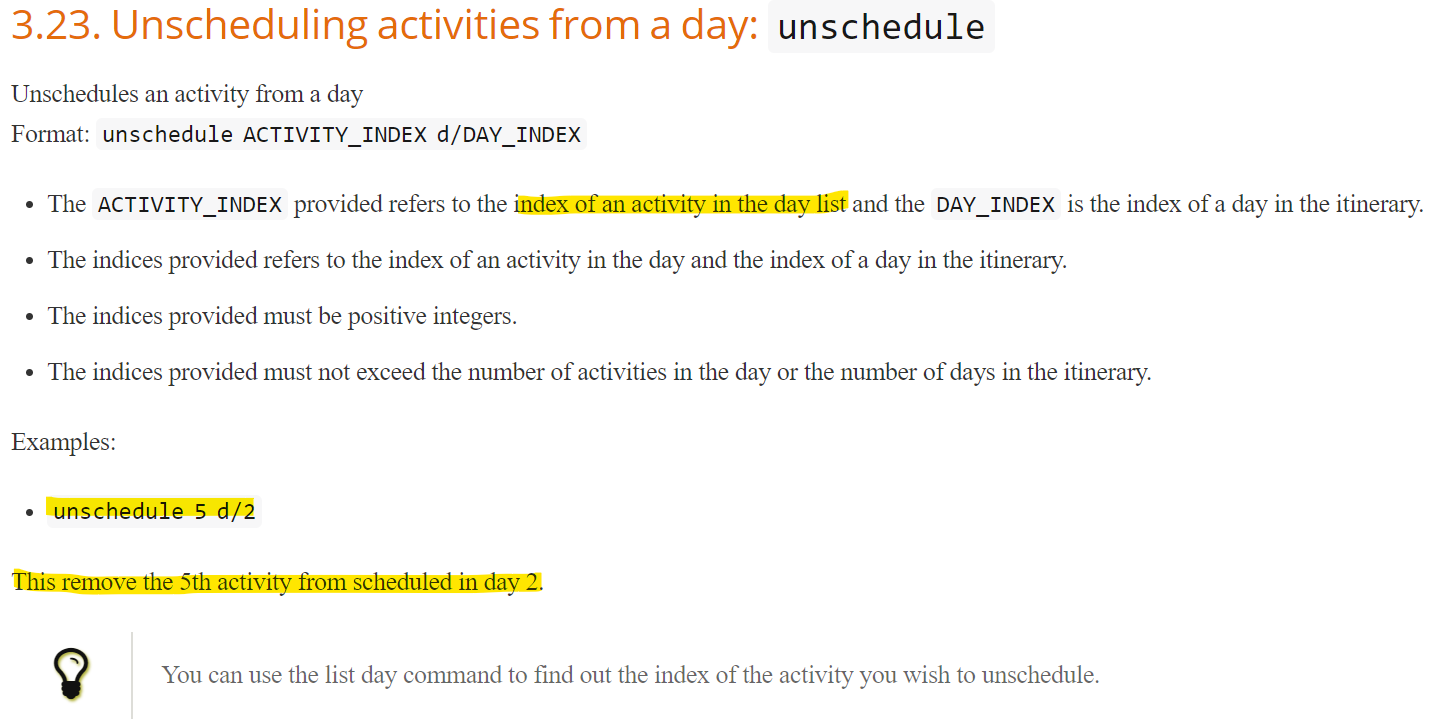 3.23. Unscheduling activities from a day: unschedule
Unschedules an activity from a day
Format: unschedule ACTIVITY_INDEX d/DAY_INDEX
• The ACTIVITY_INDEX provided refers to the index of an activity in the day list and the DAY_INDEX is the index of a day in the itinerary.
• The indices provided refers to the index of an activity in the day and the index of a day in the itinerary.
• The indices provided must be positive integers.
• The indices provided must not exceed the number of activities in the day or the number of days in the itinerary.
Examples:
• unschedule 5 d/2
This remove the 5th activity from scheduled in day 2.
You can use the list day command to find out the index of the activity you wish to unschedule.